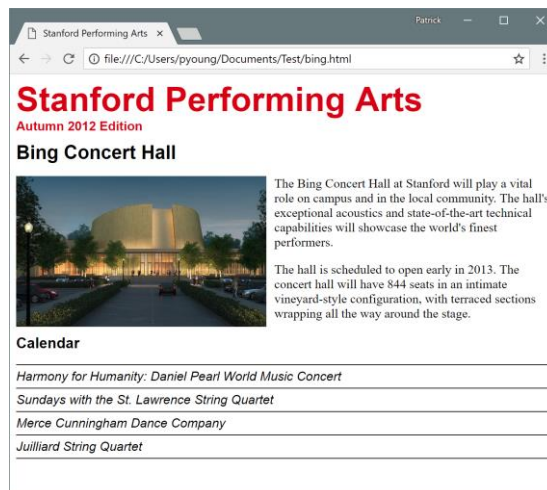 Patrick
Stanford Performing Arts
file:///C:/Users/pyoung/Documents/Test/bing.html
Stanford Performing Arts
Autumn 2012 Edition
Bing Concert Hall
The Bing Concert Hall at Stanford will play a vital
role on campus and in the local community. The hall's
exceptional acoustics and state-of-the-art technical
capabilities will showcase the world's finest
performers.
The hall is scheduled to open early in 2013. The
concert hall will have 844 seats in an intimate
vineyard-style configuration, with terraced sections
wrapping all the way around the stage.
Calendar
Harmony for Humanity: Daniel Pearl World Music Concert
Sundays with the St. Lawrence String Quartet
Merce Cunningham Dance Company
Juilliard String Quartet